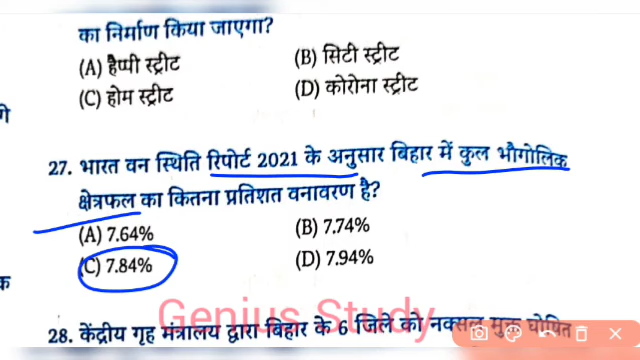 का निर्माण किया जाएगा?
(A) हैप्पी स्ट्रीट (B) सिटी स्ट्रीट
(C) होम स्ट्रीट (D) कोरोना स्ट्रीट
27. भारत वन स्थिति रिपोर्ट 2021 के अनुसार बिहार में कुल भौगोलिक
क्षेत्रफल का कितना प्रतिशत वनावरण है?
(A) 7.64% (B) 7.74%
(C) 7.84% (D) 7.94%
Genius Study
28. केंद्रीय गृह मंत्रालय द्वारा बिहार के 6 जिले को नक्सल मुक्त घोषित